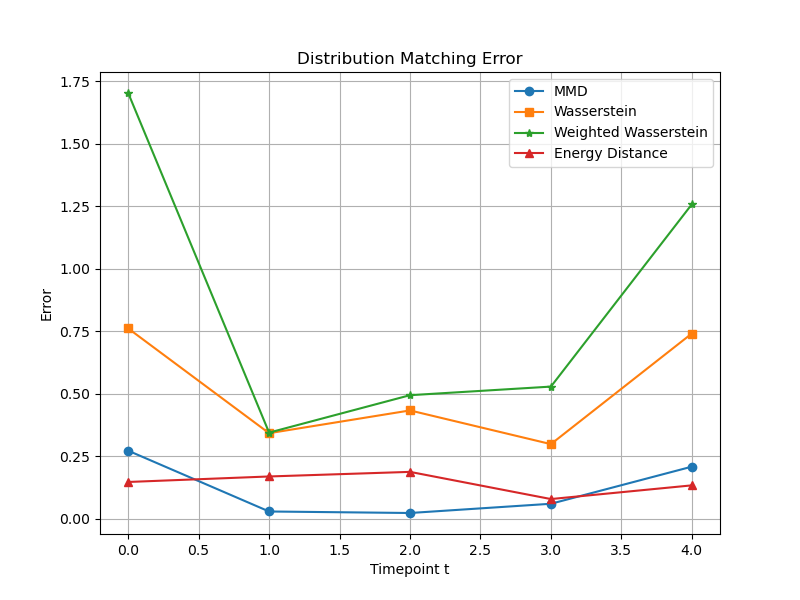 Distribution Matching Error
MMD
Wasserstein
Weighted Wasserstein
Energy Distance
1.75
1.50
1.25
1.00
0.75
0.50
0.25
0.00
Error
0.0 0.5 1.0 1.5 2.0 2.5 3.0 3.5 4.0
Timepoint t